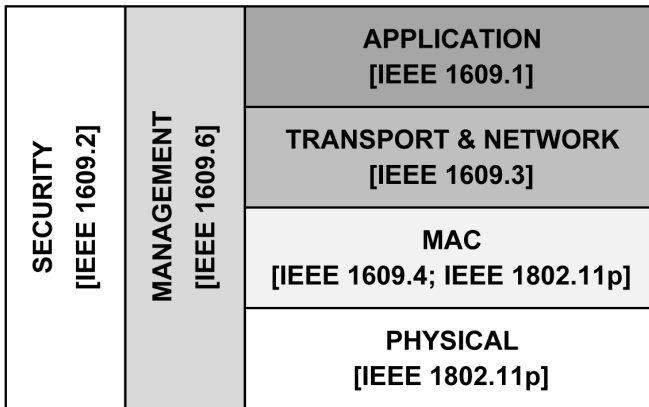 SECURITY
[IEEE 1609.2]
MANAGEMENT
[IEEE 1609.6]
APPLICATION
[IEEE 1609.1]
TRANSPORT & NETWORK
[IEEE 1609.3]
MAC
[IEEE 1609.4; IEEE 1802.11p]
PHYSICAL
[IEEE 1802.11p]